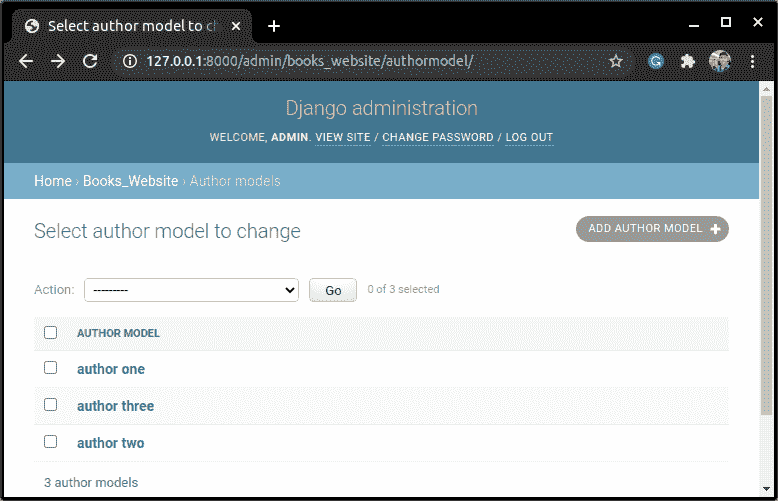 Select author model to ch
127.0.0.1:8000/admin/books_website/authormodel/
Django administration
WELCOME, ADMIN. VIEW SITE / CHANGE PASSWORD / LOG OUT
Home › Books_Website › Author models
Select author model to change
ADD AUTHOR MODEL +
Action: --------- Go 0 of 3 selected
AUTHOR MODEL
author one
author three
author two
3 author models